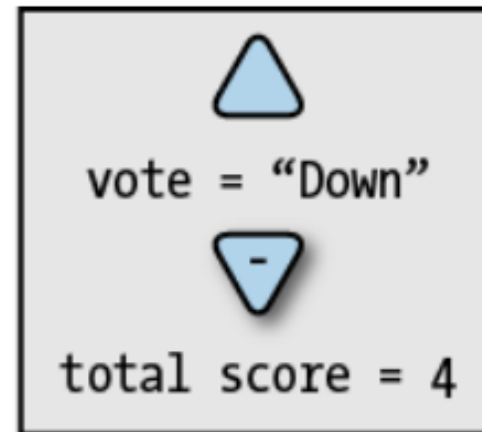 vote = “Down”
-
total score = 4